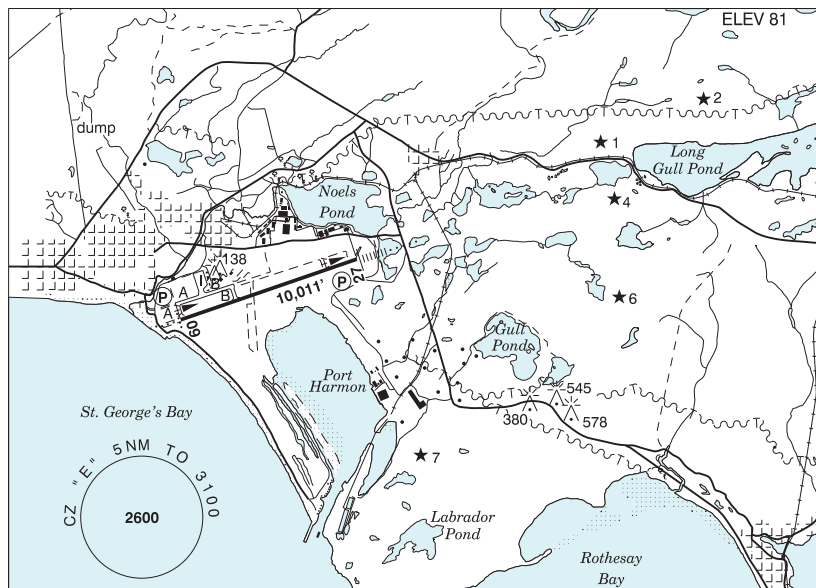 ELEV 81
2
dump
1
Long
Gull Pond
Noels
Pond
4
138
P
A
I
B
B
A
10,011'
P
27
09
6
Gull
Ponds
Port
Harmon
545
380
578
St. George's Bay
CZ "E" 5NM TO 3100
2600
7
Labrador
Pond
Rothesay
Bay